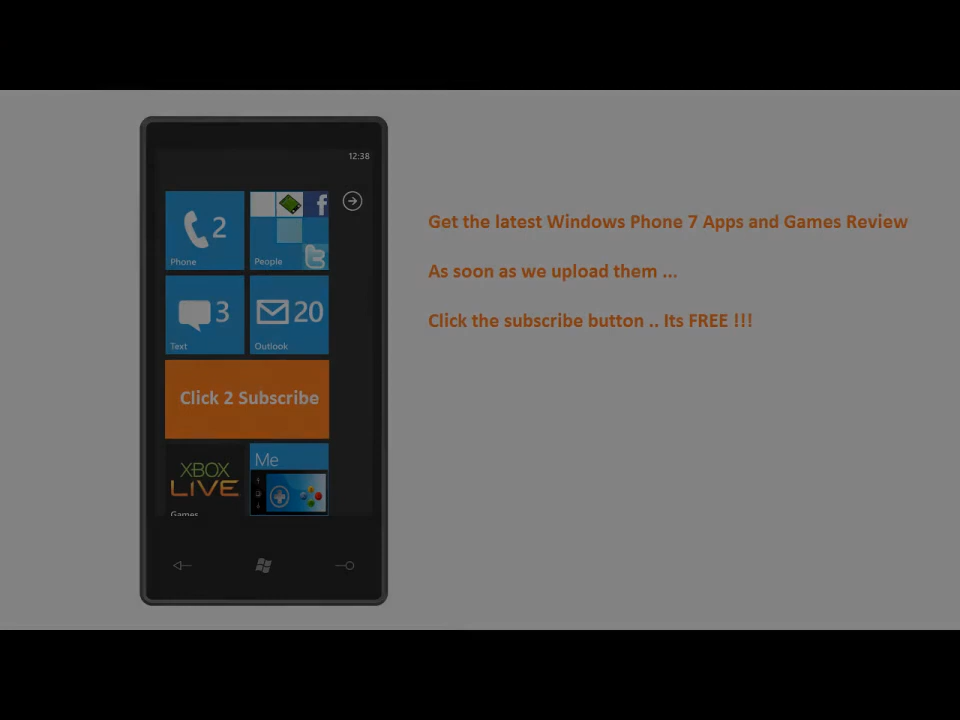 12:38
2
Phone
f
People
t
3
Text
20
Outlook
Click 2 Subscribe
XBOX
LIVE
Games
Me
Get the latest Windows Phone 7 Apps and Games Review
As soon as we upload them ...
Click the subscribe button .. Its FREE !!!